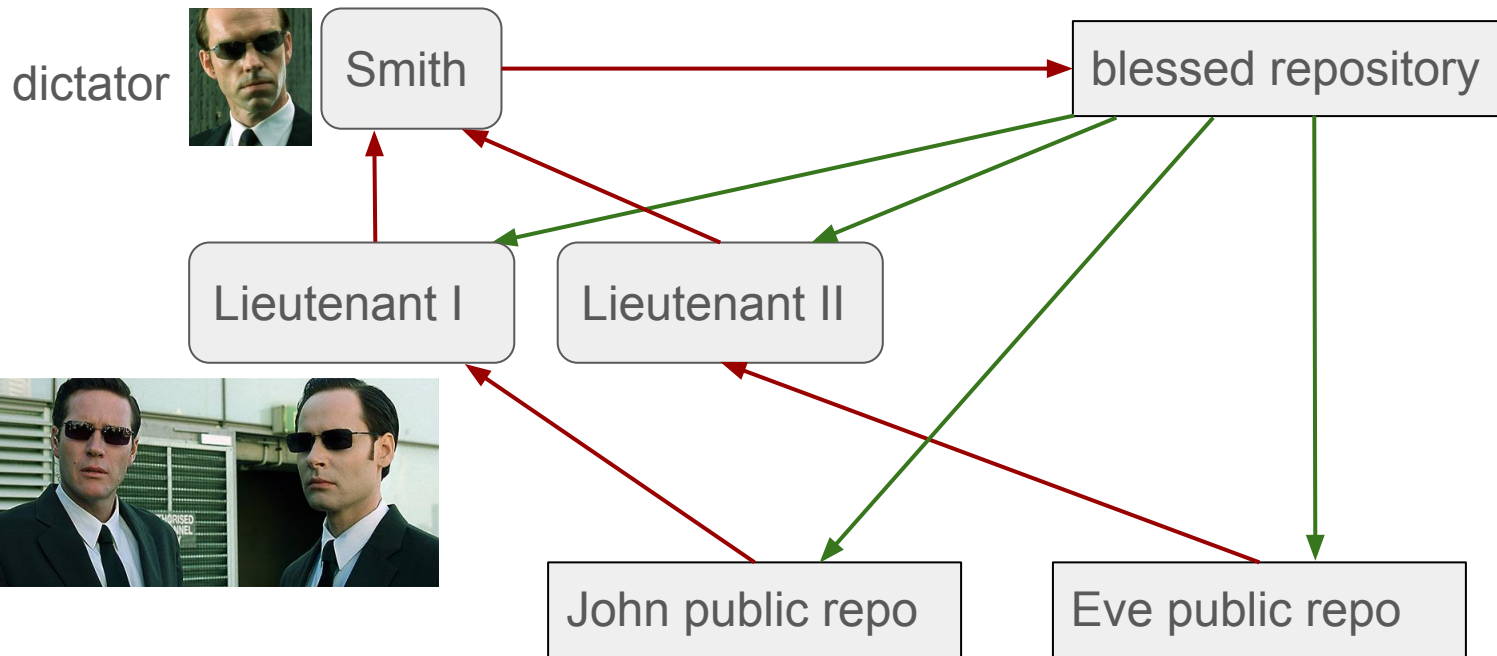 dictator
Smith
blessed repository
Lieutenant I
Lieutenant II
John public repo
Eve public repo